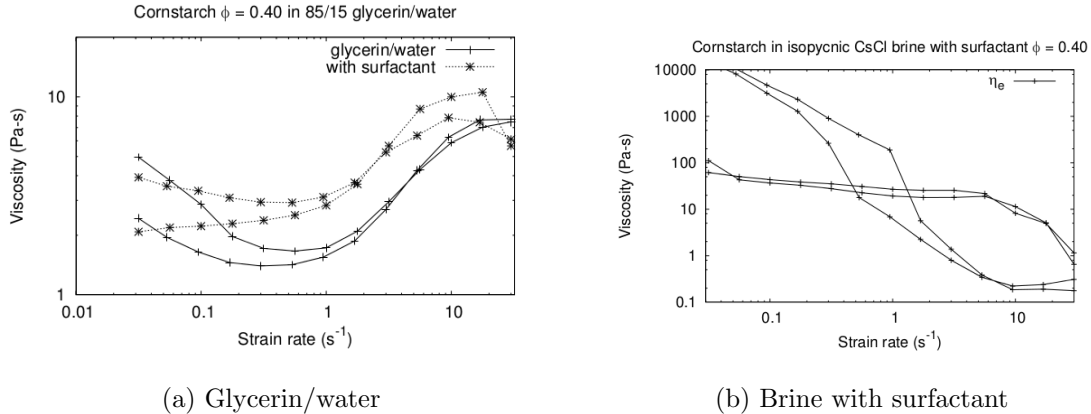 Cornstarch ϕ = 0.40 in 85/15 glycerin/water
glycerin/water
with surfactant
10
1
Viscosity (Pa-s)
0.01
0.1
1
10
Strain rate (s⁻¹)
(a) Glycerin/water
Cornstarch in isopycnic CsCl brine with surfactant ϕ = 0.40
ηe
10000
1000
100
10
1
0.1
Viscosity (Pa-s)
0.1
1
10
Strain rate (s⁻¹)
(b) Brine with surfactant